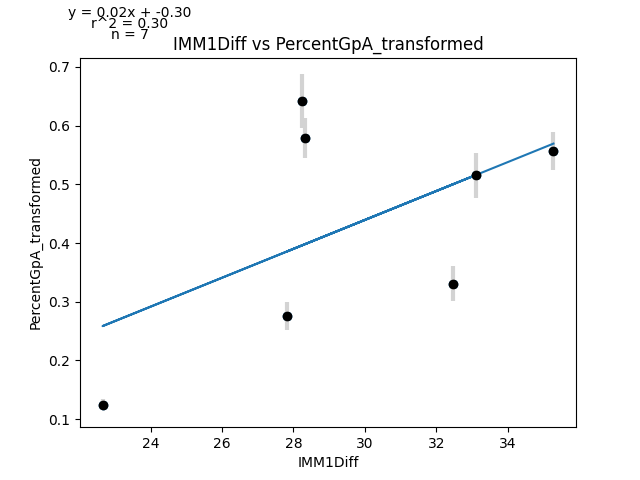 y = 0.02x + -0.30
r^2 = 0.30
n = 7
IMM1Diff vs PercentGpA_transformed
PercentGpA_transformed
0.7
0.6
0.5
0.4
0.3
0.2
0.1
24 26 28 30 32 34
IMM1Diff